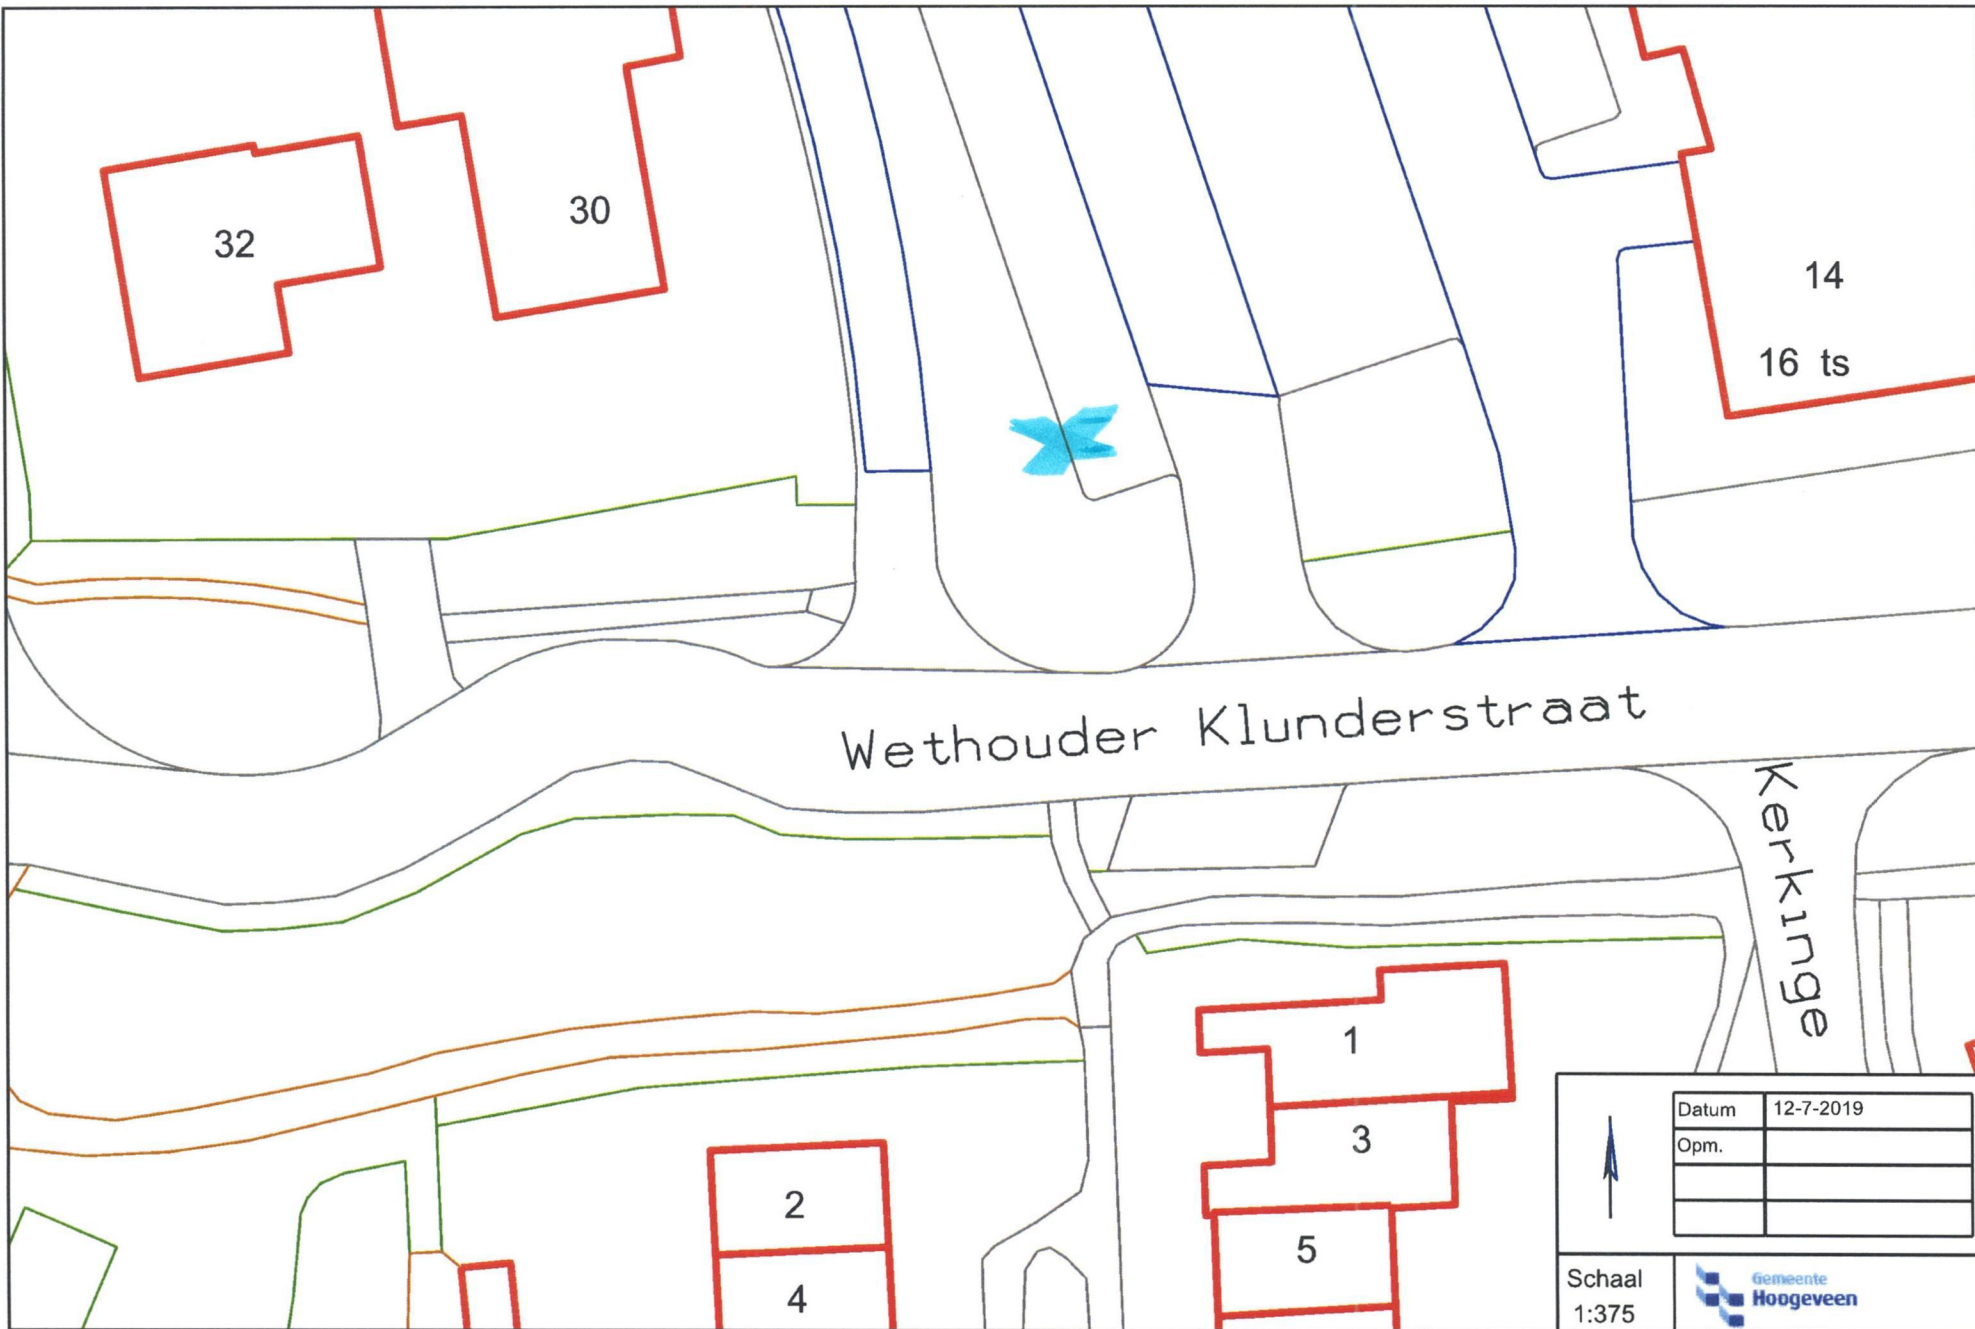 32
30
14
16 ts
Wethouder Klunderstraat
Kerkinge
1
3
5
2
4
Datum 12-7-2019
Opm.
Schaal
1:375
Gemeente
Hoogeveen